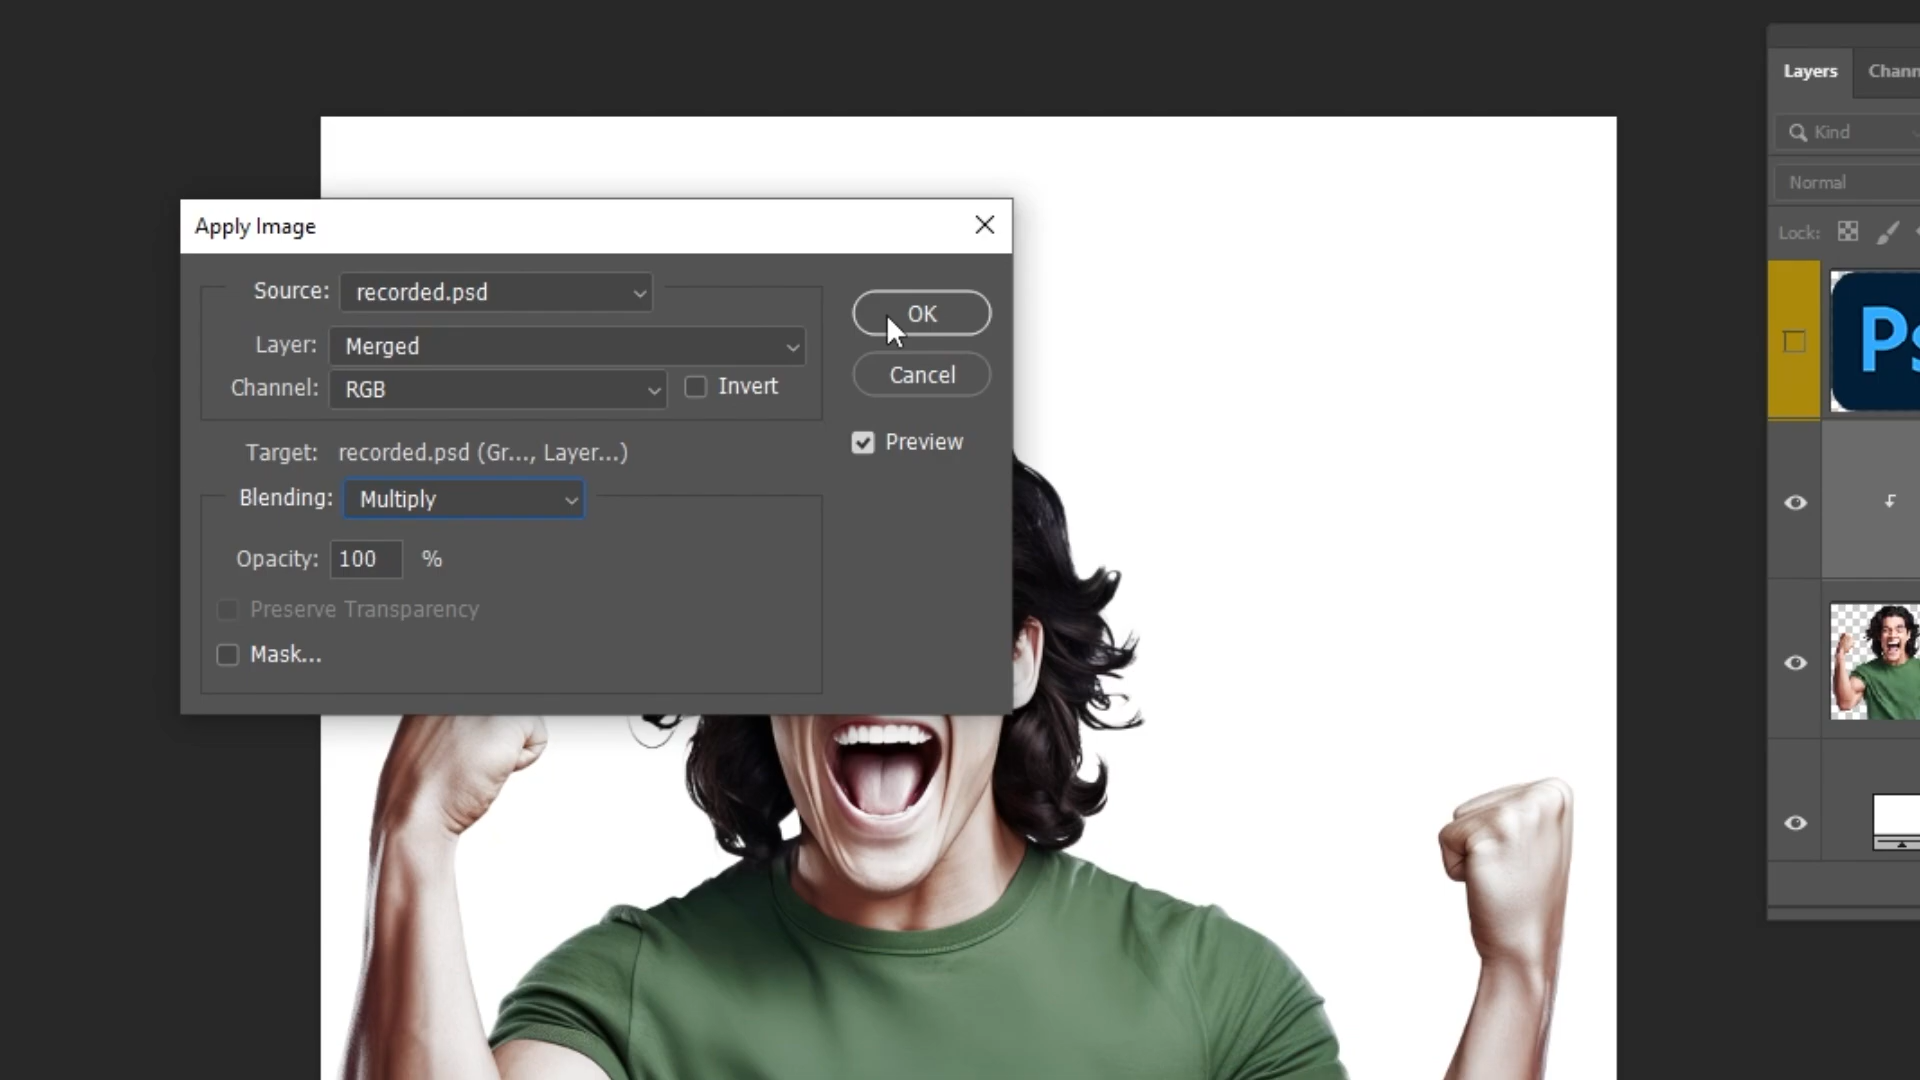 Layers Chann
Kind
Normal
Lock:
Apply Image
Source: recorded.psd
Layer: Merged
Channel: RGB Invert
Target: recorded.psd (Gr..., Layer...)
Blending: Multiply
Opacity: 100 %
Preserve Transparency
Mask...
OK
Cancel
Preview
Ps